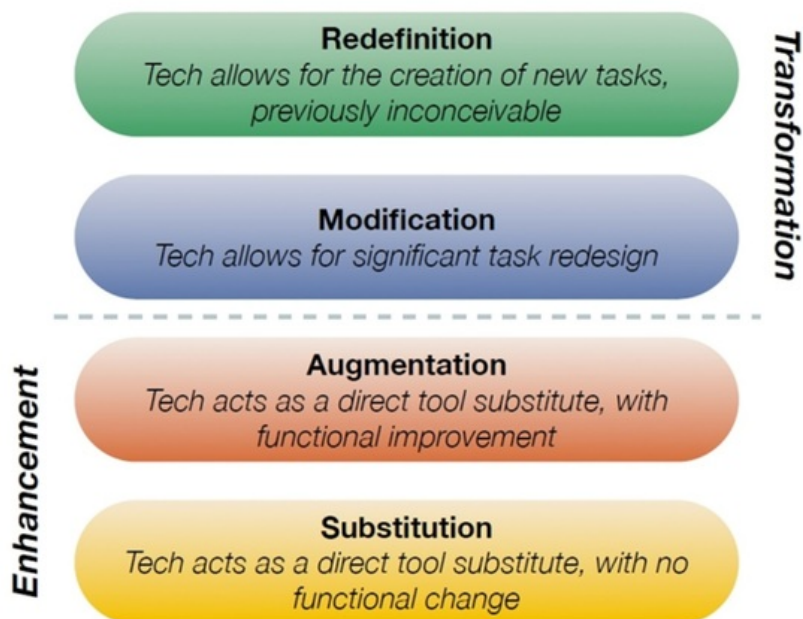 Redefinition
Tech allows for the creation of new tasks,
previously inconceivable
Transformation
Modification
Tech allows for significant task redesign
Augmentation
Tech acts as a direct tool substitute, with
functional improvement
Enhancement
Substitution
Tech acts as a direct tool substitute, with no
functional change